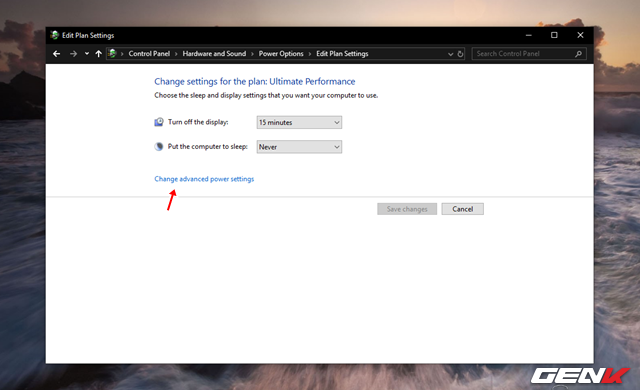 Edit Plan Settings
Control Panel > Hardware and Sound > Power Options > Edit Plan Settings
Search Control Panel
Change settings for the plan: Ultimate Performance
Choose the sleep and display settings that you want your computer to use.
Turn off the display: 15 minutes
Put the computer to sleep: Never
Change advanced power settings
Save changes Cancel
GENK